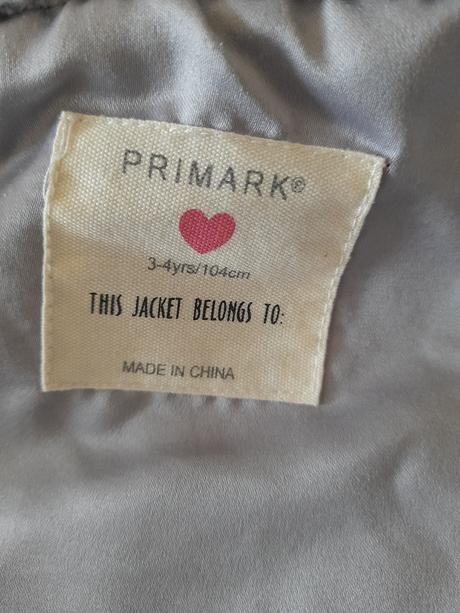 PRIMARK®
3-4yrs/104cm
THIS JACKET BELONGS TO:
MADE IN CHINA